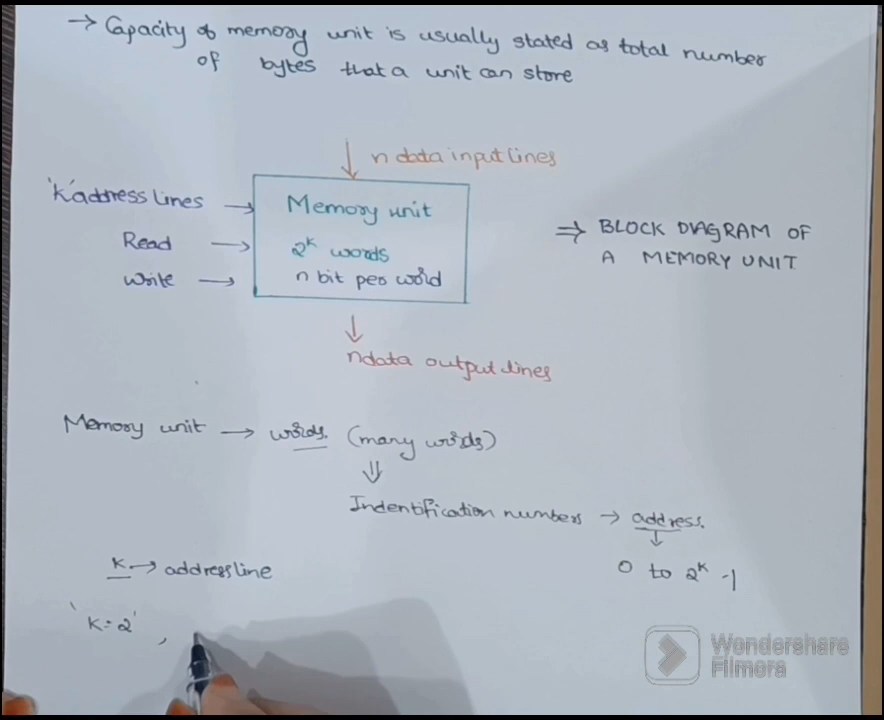 → Capacity of memory unit is usually stated as total number
of bytes that a unit can store
n data input lines
'K' address lines →
Read →
Write →
Memory unit
2^K words
n bit per word
⇒ BLOCK DIAGRAM OF
A MEMORY UNIT
n data output lines
Memory unit → words. (many words)
Indentification numbers → address.
0 to 2^K -1
K → address line
'K=2' ,
Wondershare
Filmora